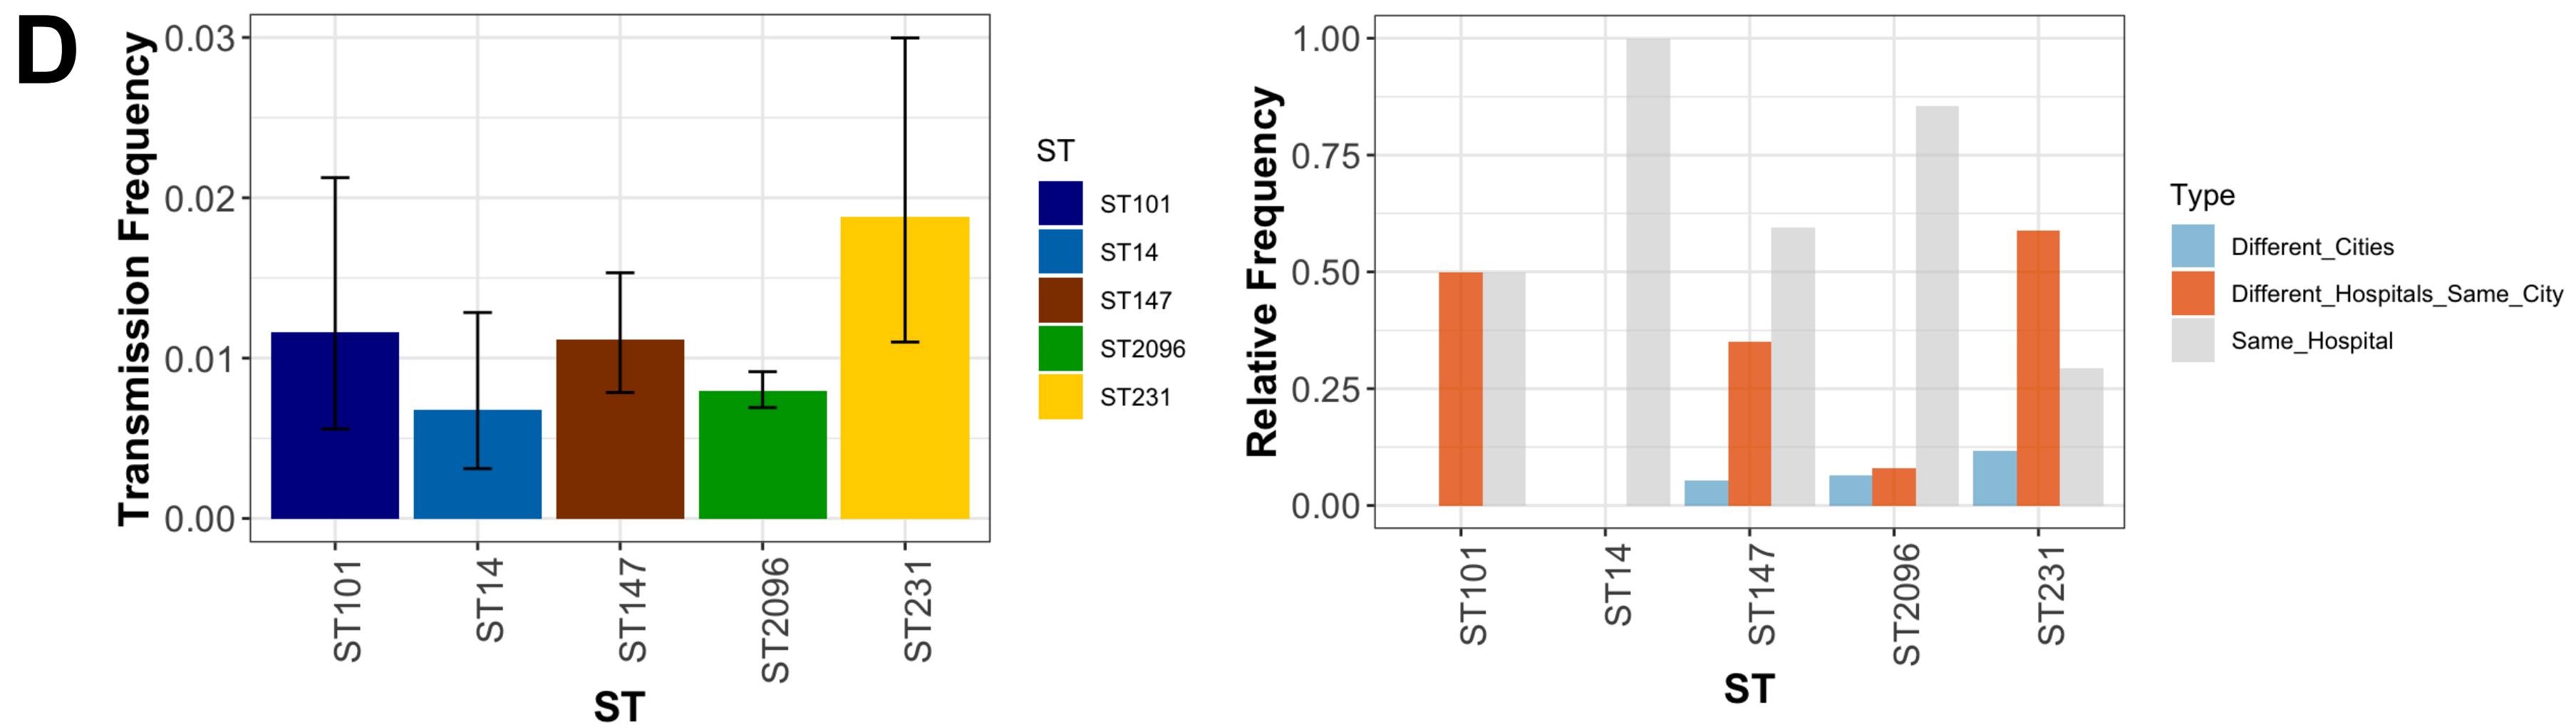 D
Transmission Frequency
0.03
0.02
0.01
0.00
ST101
ST14
ST147
ST2096
ST231
ST
ST
ST101
ST14
ST147
ST2096
ST231
Relative Frequency
1.00
0.75
0.50
0.25
0.00
ST101
ST14
ST147
ST2096
ST231
ST
Type
Different_Cities
Different_Hospitals_Same_City
Same_Hospital